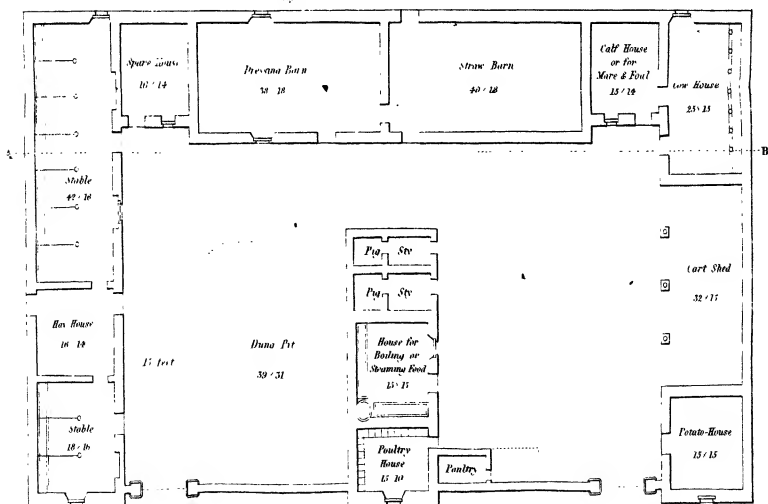 Spare House
16 / 14
Dressing Barn
38 / 18
Straw Barn
40 / 18
Calf House
or for
Mare & Foal
15 / 14
Cow House
25 / 15
A
B
Stable
42 / 16
Cart Shed
32 / 17
Pig Sty
Pig Sty
Hay House
16 14
15 feet
Dung Pit
39 / 31
House for
Boiling or
Steaming Food
15 / 15
Stable
18 / 16
Poultry
House
15 10
Poultry
Potato-House
15 / 15